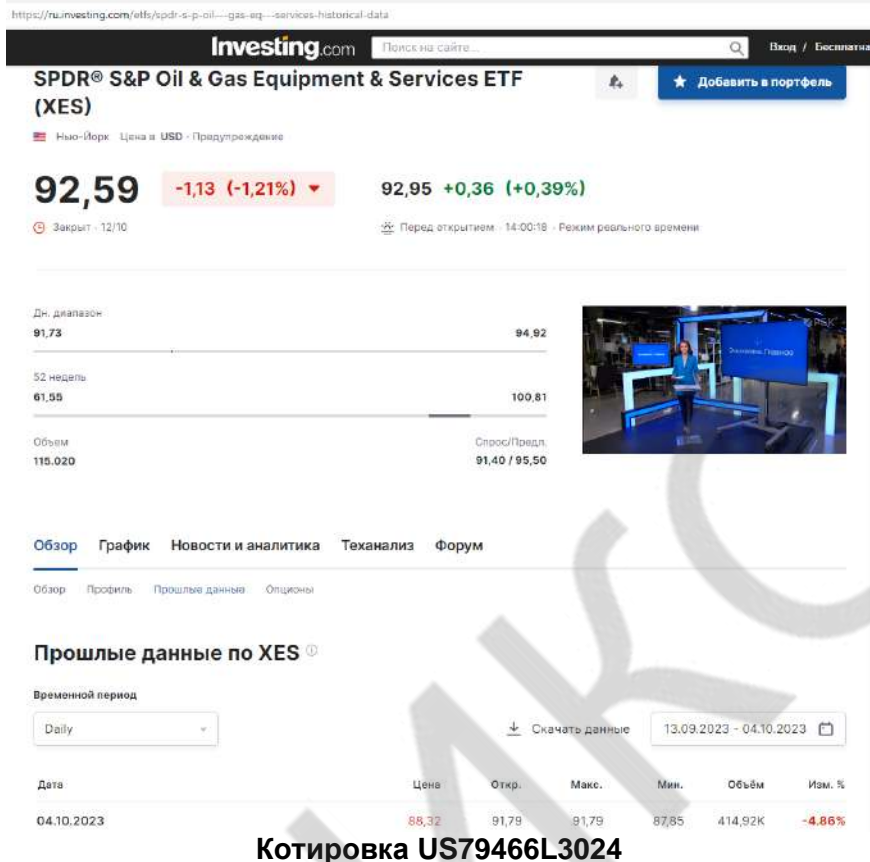 https://ru.investing.com/etfs/spdr-s-p-oil---gas-eq---services-historical-data
Investing.com
Поиск на сайте...
Вход / Бесплатна
SPDR® S&P Oil & Gas Equipment & Services ETF
(XES)
Добавить в портфель
Нью-Йорк Цена в USD · Предупреждение
92,59 -1,13 (-1,21%) 92,95 +0,36 (+0,39%)
Закрыт · 12/10 Перед открытием · 14:00:18 · Режим реального времени
Дн. диапазон
91,73 94,92
52 недель
61,55 100,81
Объем Спрос/Предл.
115.020 91,40 / 95,50
РБК
Обзор График Новости и аналитика Теханализ Форум
Обзор Профиль Прошлые данные Опционы
Прошлые данные по XES
Временной период
Daily Скачать данные 13.09.2023 - 04.10.2023
Дата Цена Откр. Макс. Мин. Объём Изм. %
04.10.2023 88,32 91,79 91,79 87,85 414,92K -4.86%
Котировка US79466L3024